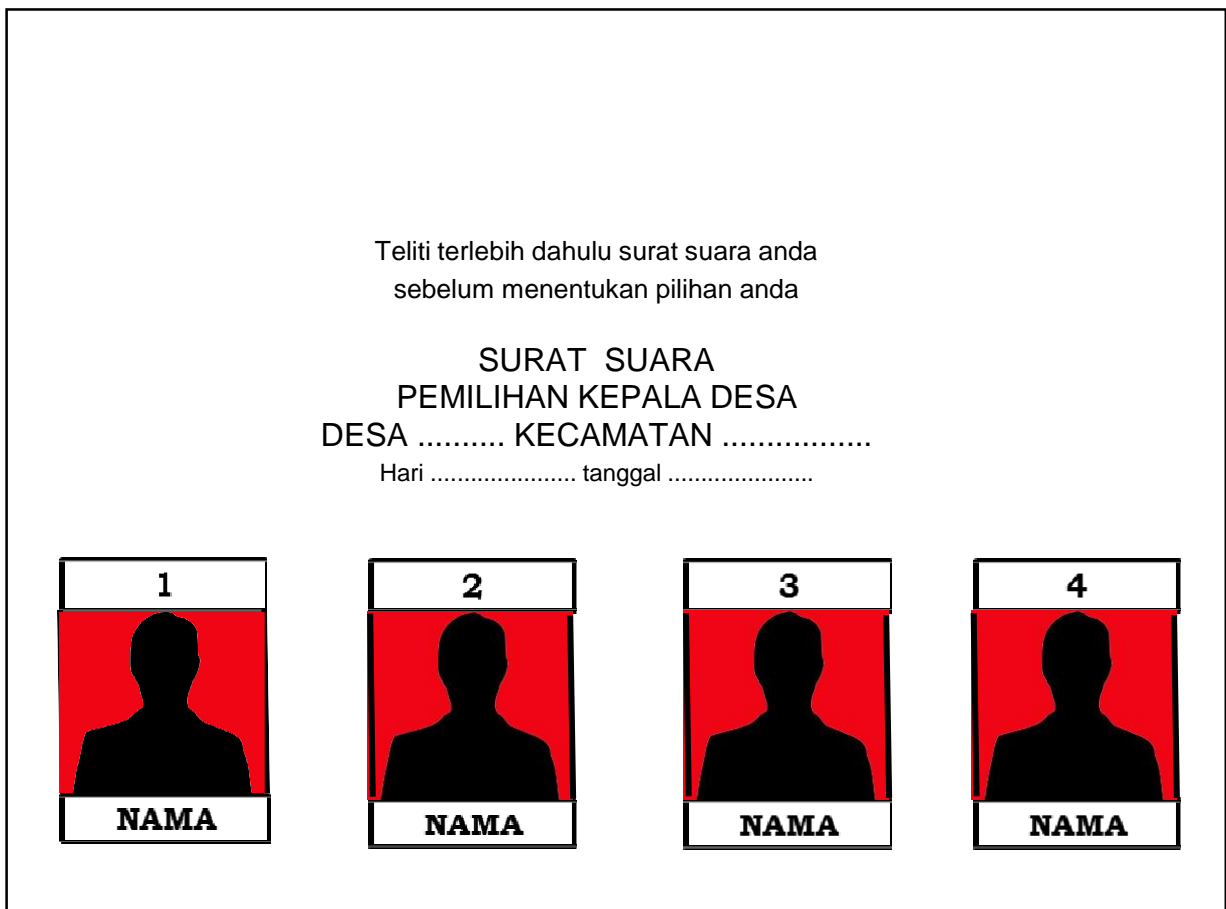 Teliti terlebih dahulu surat suara anda
sebelum menentukan pilihan anda
SURAT SUARA
PEMILIHAN KEPALA DESA
DESA .......... KECAMATAN .................
Hari ...................... tanggal ......................
1
2
3
4
NAMA
NAMA
NAMA
NAMA